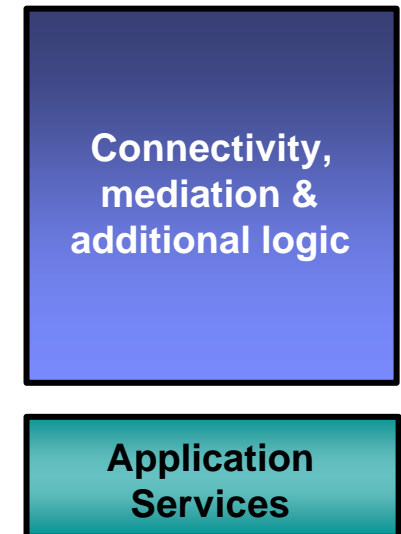 Connectivity,
mediation &
additional logic
Application
Services